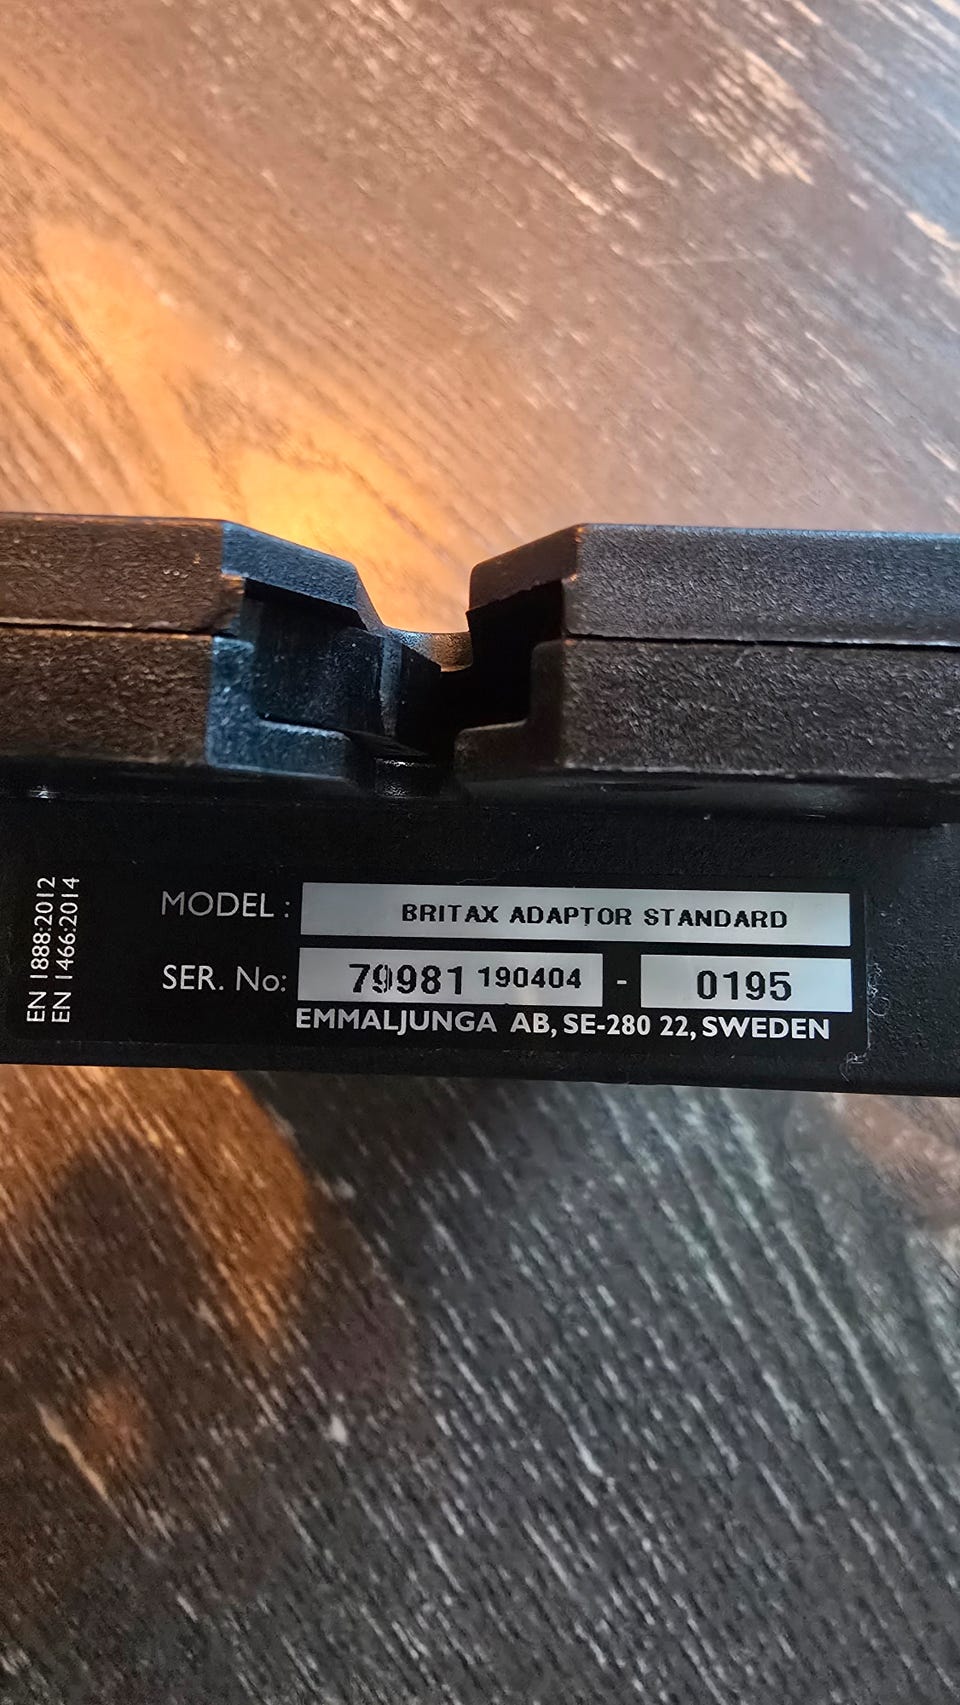 EN 1888:2012
EN 1466:2014
MODEL : BRITAX ADAPTOR STANDARD
SER. No: 79981 190404 - 0195
EMMALJUNGA AB, SE-280 22, SWEDEN